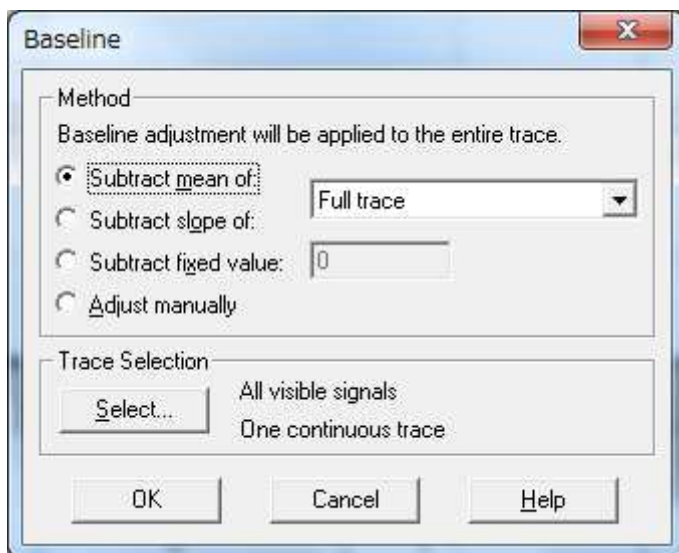 Baseline
Method
Baseline adjustment will be applied to the entire trace.
Subtract mean of:
Full trace
Subtract slope of:
Subtract fixed value:
0
Adjust manually
Trace Selection
Select...
All visible signals
One continuous trace
OK
Cancel
Help